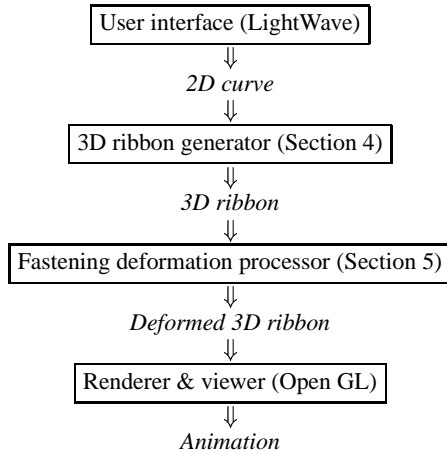 User interface (LightWave)
⇓
2D curve
⇓
3D ribbon generator (Section 4)
⇓
3D ribbon
⇓
Fastening deformation processor (Section 5)
⇓
Deformed 3D ribbon
⇓
Renderer & viewer (Open GL)
⇓
Animation